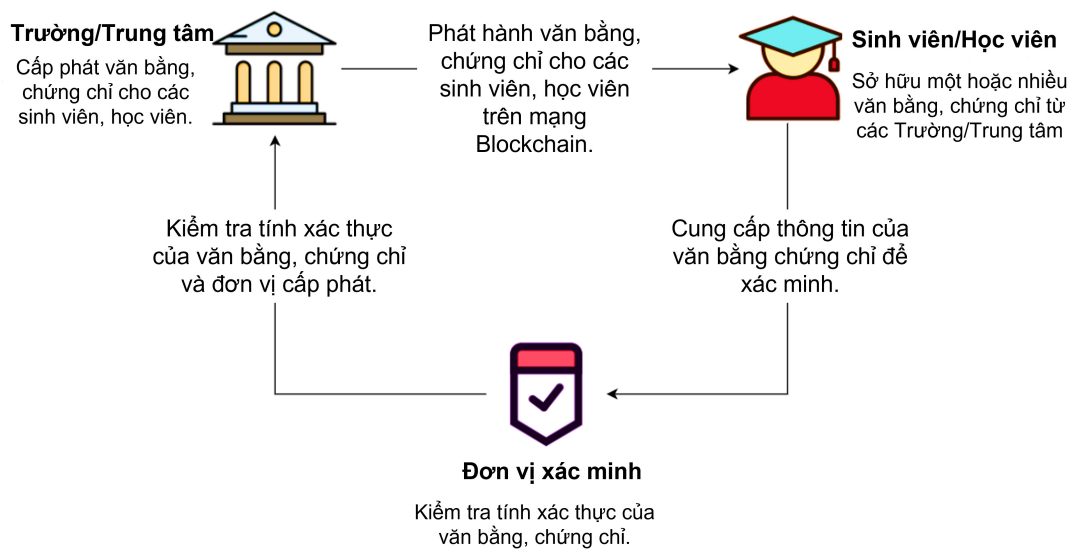 Trường/Trung tâm
Cấp phát văn bằng,
chứng chỉ cho các
sinh viên, học viên.
Phát hành văn bằng,
chứng chỉ cho các
sinh viên, học viên
trên mạng
Blockchain.
Sinh viên/Học viên
Sở hữu một hoặc nhiều
văn bằng, chứng chỉ từ
các Trường/Trung tâm
Kiểm tra tính xác thực
của văn bằng, chứng chỉ
và đơn vị cấp phát.
Cung cấp thông tin của
văn bằng chứng chỉ để
xác minh.
Đơn vị xác minh
Kiểm tra tính xác thực của
văn bằng, chứng chỉ.